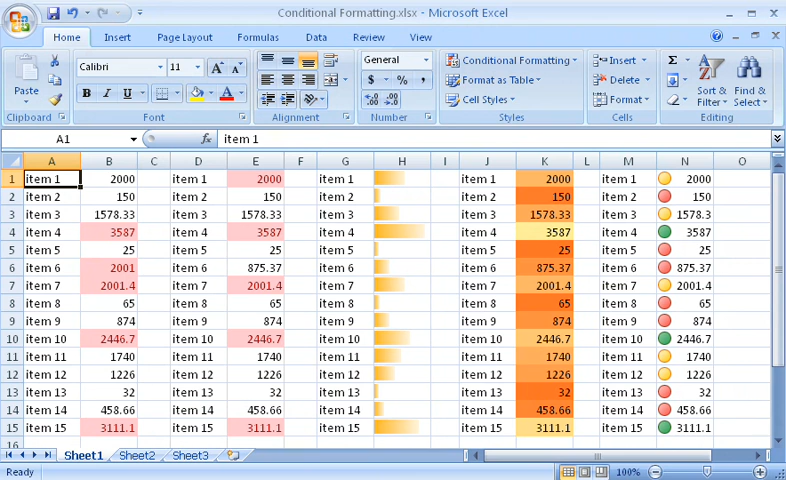 Conditional Formatting.xlsx - Microsoft Excel
Home Insert Page Layout Formulas Data Review View
Paste Calibri 11 A A General Conditional Formatting Insert Σ Sort & Filter Find & Select
B I U A $ % , Format as Table Delete
Cell Styles Format
Clipboard Font Alignment Number Styles Cells Editing
A1 fx item 1
A B C D E F G H I J K L M N O
1 item 1 2000 item 1 2000 item 1 item 1 2000 item 1 2000
2 item 2 150 item 2 150 item 2 item 2 150 item 2 150
3 item 3 1578.33 item 3 1578.33 item 3 item 3 1578.33 item 3 1578.3
4 item 4 3587 item 4 3587 item 4 item 4 3587 item 4 3587
5 item 5 25 item 5 25 item 5 item 5 25 item 5 25
6 item 6 2001 item 6 875.37 item 6 item 6 875.37 item 6 875.37
7 item 7 2001.4 item 7 2001.4 item 7 item 7 2001.4 item 7 2001.4
8 item 8 65 item 8 65 item 8 item 8 65 item 8 65
9 item 9 874 item 9 874 item 9 item 9 874 item 9 874
10 item 10 2446.7 item 10 2446.7 item 10 item 10 2446.7 item 10 2446.7
11 item 11 1740 item 11 1740 item 11 item 11 1740 item 11 1740
12 item 12 1226 item 12 1226 item 12 item 12 1226 item 12 1226
13 item 13 32 item 13 32 item 13 item 13 32 item 13 32
14 item 14 458.66 item 14 458.66 item 14 item 14 458.66 item 14 458.66
15 item 15 3111.1 item 15 3111.1 item 15 item 15 3111.1 item 15 3111.1
16
Sheet1 Sheet2 Sheet3
Ready 100%